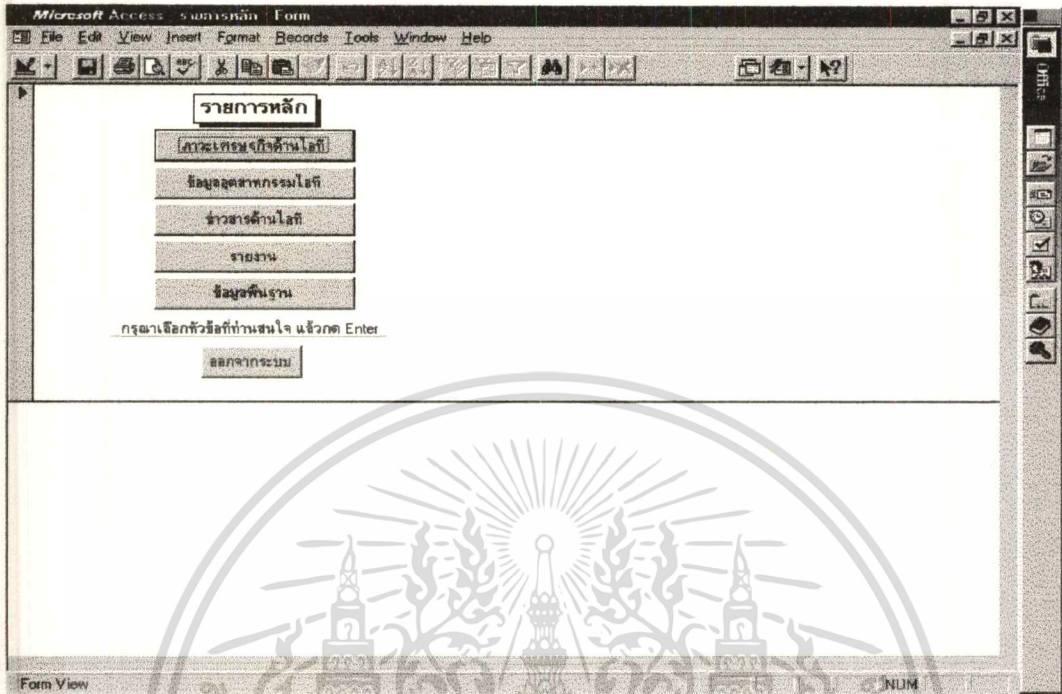 Microsoft Access - รายการหลัก : Form
File Edit View Insert Format Records Tools Window Help
Office
รายการหลัก
ภาวะเศรษฐกิจด้านไอที
ข้อมูลอุตสาหกรรมไอที
ข่าวสารด้านไอที
รายงาน
ข้อมูลพื้นฐาน
กรุณาเลือกหัวข้อที่ท่านสนใจ แล้วกด Enter
ออกจากระบบ
Form View NUM